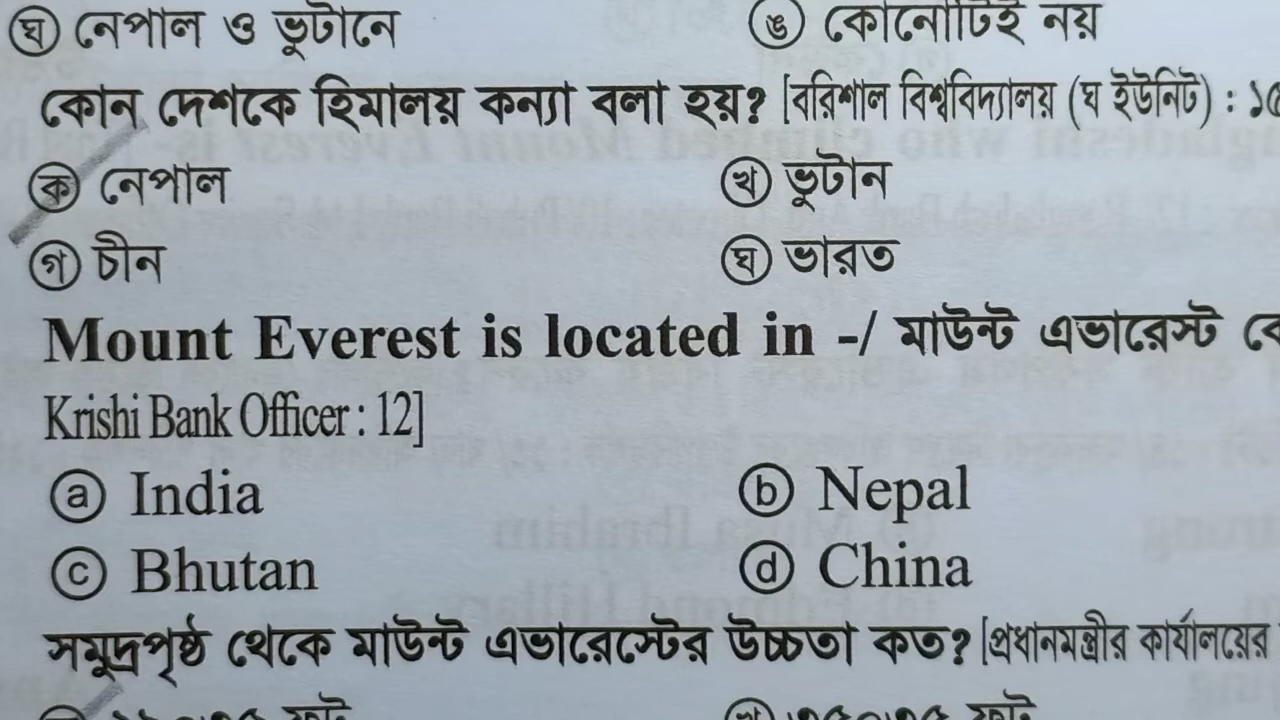 ঘ নেপাল ও ভুটানে ঙ কোনোটিই নয়
কোন দেশকে হিমালয় কন্যা বলা হয়? [বরিশাল বিশ্ববিদ্যালয় (ঘ ইউনিট) :
ক নেপাল খ ভুটান
গ চীন ঘ ভারত
Mount Everest is located in -/ মাউন্ট এভারেস্ট
Krishi Bank Officer : 12]
a India b Nepal
c Bhutan d China
সমুদ্রপৃষ্ঠ থেকে মাউন্ট এভারেস্টের উচ্চতা কত? [প্রধানমন্ত্রীর কার্যালয়ের